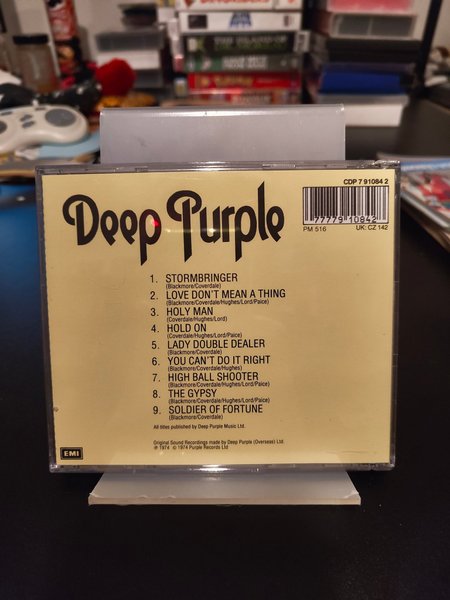 CDP 7 91084 2
77779 10842
PM 516 UK: CZ 142
Deep Purple
1. STORMBRINGER
(Blackmore/Coverdale)
2. LOVE DON'T MEAN A THING
(Blackmore/Coverdale/Hughes/Lord/Paice)
3. HOLY MAN
(Coverdale/Hughes/Lord)
4. HOLD ON
(Coverdale/Hughes/Lord/Paice)
5. LADY DOUBLE DEALER
(Blackmore/Coverdale)
6. YOU CAN'T DO IT RIGHT
(Blackmore/Coverdale/Hughes)
7. HIGH BALL SHOOTER
(Blackmore/Coverdale/Hughes/Lord/Paice)
8. THE GYPSY
(Blackmore/Coverdale/Hughes/Lord/Paice)
9. SOLDIER OF FORTUNE
(Blackmore/Coverdale)
All titles published by Deep Purple Music Ltd.
Original Sound Recordings made by Deep Purple (Overseas) Ltd.
℗ 1974 © 1974 Purple Records Ltd
EMI